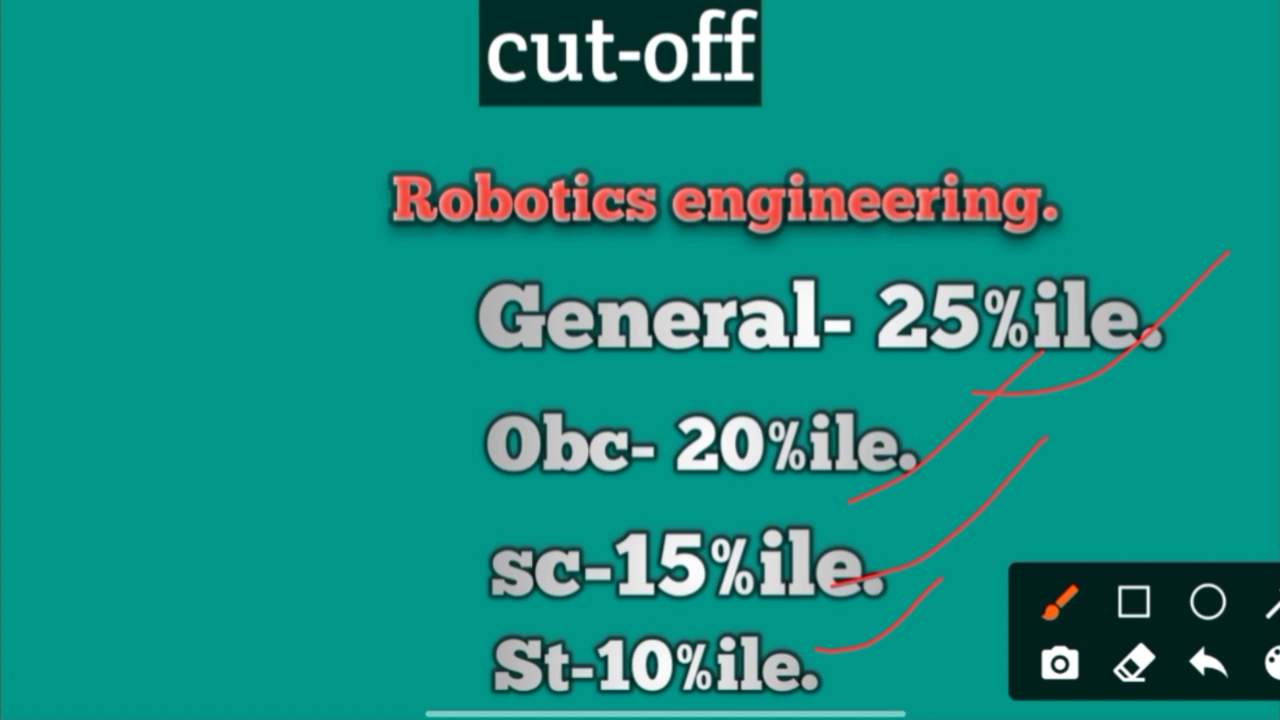 cut-off
Robotics engineering.
General- 25%ile.
Obc- 20%ile.
sc-15%ile.
St-10%ile.